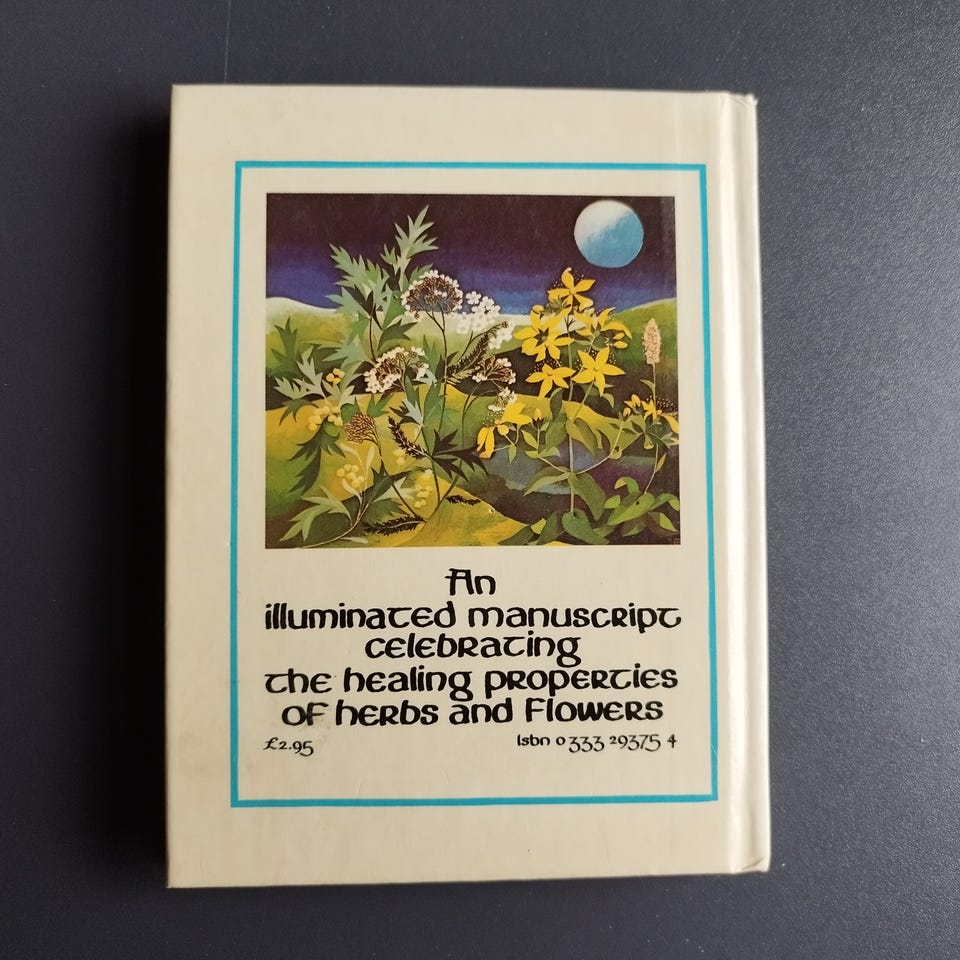 An
illuminated manuscript
celebrating
the healing properties
of herbs and flowers
£2.95
Isbn 0 333 29375 4